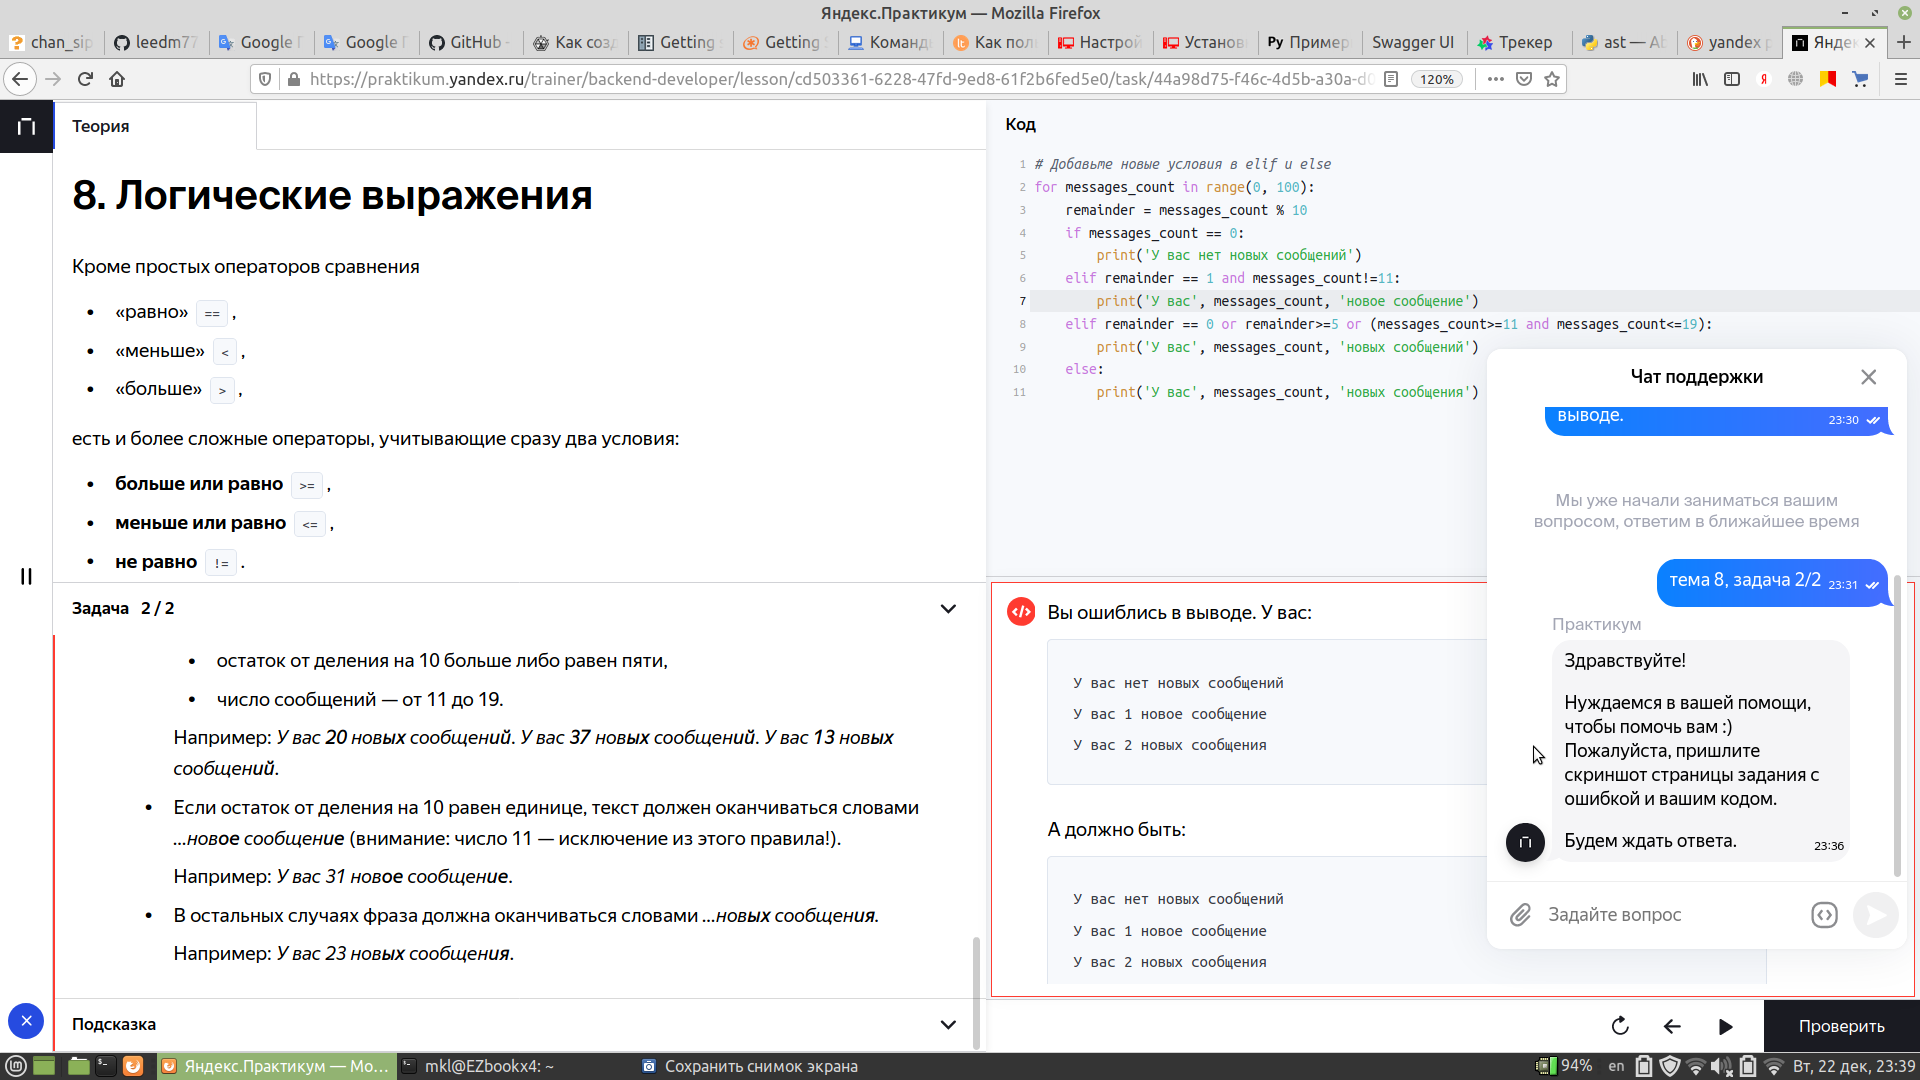 Яндекс.Практикум — Mozilla Firefox
chan_sip
leedm77
Google
Google
GitHub -
Как созд
Getting
Getting
Команд
Как пол
Настрой
Установ
Пример
Swagger UI
Трекер
ast — Ab
yandex p
Яндек
https://praktikum.yandex.ru/trainer/backend-developer/lesson/cd503361-6228-47fd-9ed8-61f2b6fed5e0/task/44a98d75-f46c-4d5b-a30a-d
120%
Теория
8. Логические выражения
Кроме простых операторов сравнения
• «равно» == ,
• «меньше» < ,
• «больше» > ,
есть и более сложные операторы, учитывающие сразу два условия:
• больше или равно >= ,
• меньше или равно <= ,
• не равно != .
Задача 2 / 2
• остаток от деления на 10 больше либо равен пяти,
• число сообщений — от 11 до 19.
Например: У вас 20 новых сообщений. У вас 37 новых сообщений. У вас 13 новых
сообщений.
• Если остаток от деления на 10 равен единице, текст должен оканчиваться словами
...новое сообщение (внимание: число 11 — исключение из этого правила!).
Например: У вас 31 новое сообщение.
• В остальных случаях фраза должна оканчиваться словами ...новых сообщения.
Например: У вас 23 новых сообщения.
Подсказка
Код
1 # Добавьте новые условия в elif и else
2 for messages_count in range(0, 100):
3 remainder = messages_count % 10
4 if messages_count == 0:
5 print('У вас нет новых сообщений')
6 elif remainder == 1 and messages_count!=11:
7 print('У вас', messages_count, 'новое сообщение')
8 elif remainder == 0 or remainder>=5 or (messages_count>=11 and messages_count<=19):
9 print('У вас', messages_count, 'новых сообщений')
10 else:
11 print('У вас', messages_count, 'новых сообщения')
Вы ошиблись в выводе. У вас:
У вас нет новых сообщений
У вас 1 новое сообщение
У вас 2 новых сообщения
А должно быть:
У вас нет новых сообщений
У вас 1 новое сообщение
У вас 2 новых сообщения
Чат поддержки
выводе. 23:30
Мы уже начали заниматься вашим
вопросом, ответим в ближайшее время
тема 8, задача 2/2 23:31
Практикум
Здравствуйте!
Нуждаемся в вашей помощи,
чтобы помочь вам :)
Пожалуйста, пришлите
скриншот страницы задания с
ошибкой и вашим кодом.
Будем ждать ответа. 23:36
Задайте вопрос
Проверить
Яндекс.Практикум — Mo...
mkl@EZbookx4: ~
Сохранить снимок экрана
94%
en
Вт, 22 дек, 23:39